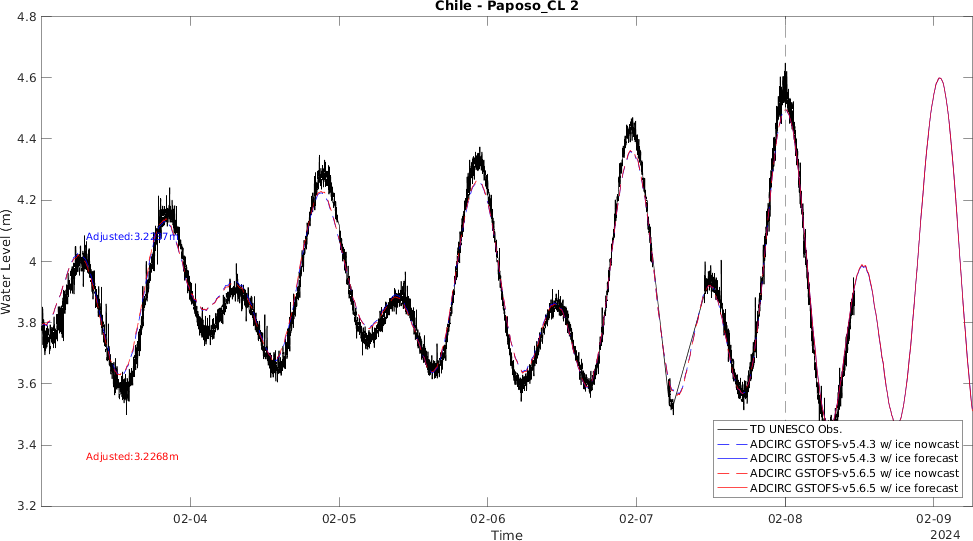 Chile - Paposo_CL 2
4.8
4.6
4.4
4.2
4
3.8
3.6
3.4
3.2
Water Level (m)
Adjusted:3.2297m
Adjusted:3.2268m
TD UNESCO Obs.
ADCIRC GSTOFS-v5.4.3 w/ ice nowcast
ADCIRC GSTOFS-v5.4.3 w/ ice forecast
ADCIRC GSTOFS-v5.6.5 w/ ice nowcast
ADCIRC GSTOFS-v5.6.5 w/ ice forecast
02-04 02-05 02-06 02-07 02-08 02-09
Time
2024